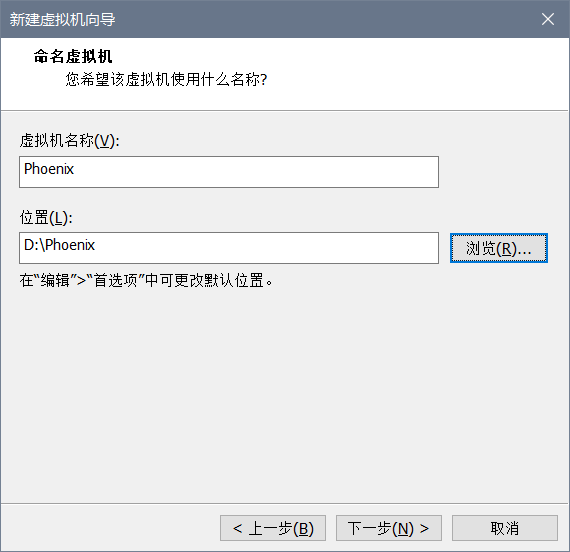 新建虚拟机向导
命名虚拟机
您希望该虚拟机使用什么名称?
虚拟机名称(V):
Phoenix
位置(L):
D:\Phoenix
浏览(R)...
在“编辑”>“首选项”中可更改默认位置。
< 上一步(B)
下一步(N) >
取消